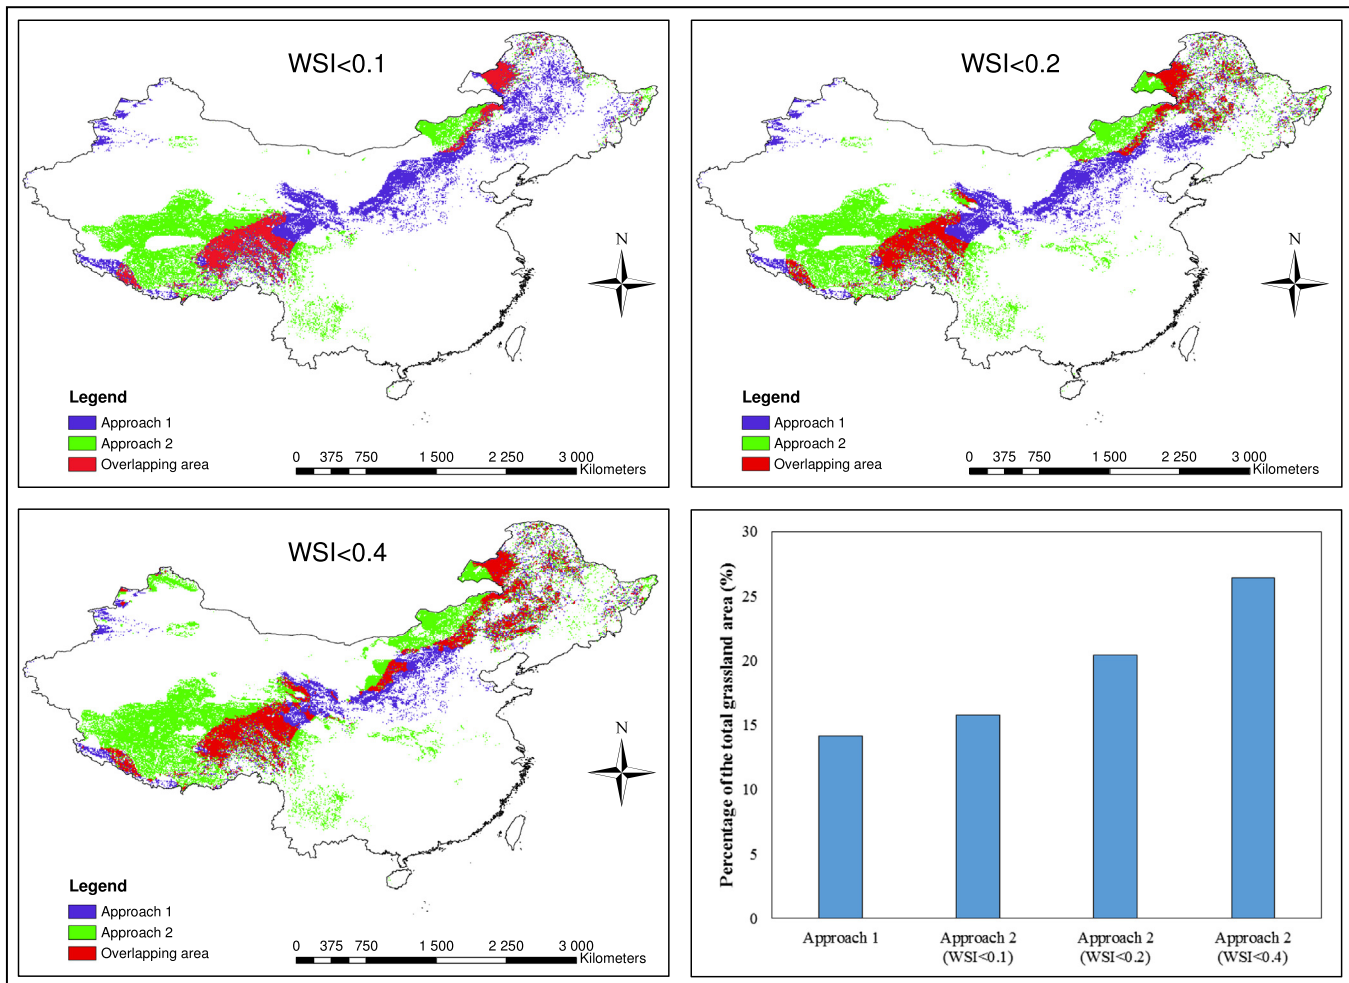 WSI<0.1
N
Legend
Approach 1
Approach 2
Overlapping area
0 375 750 1 500 2 250 3 000
Kilometers
WSI<0.2
N
Legend
Approach 1
Approach 2
Overlapping area
0 375 750 1 500 2 250 3 000
Kilometers
WSI<0.4
N
Legend
Approach 1
Approach 2
Overlapping area
0 375 750 1 500 2 250 3 000
Kilometers
Percentage of the total grassland area (%)
30
25
20
15
10
5
0
Approach 1
Approach 2
(WSI<0.1)
Approach 2
(WSI<0.2)
Approach 2
(WSI<0.4)